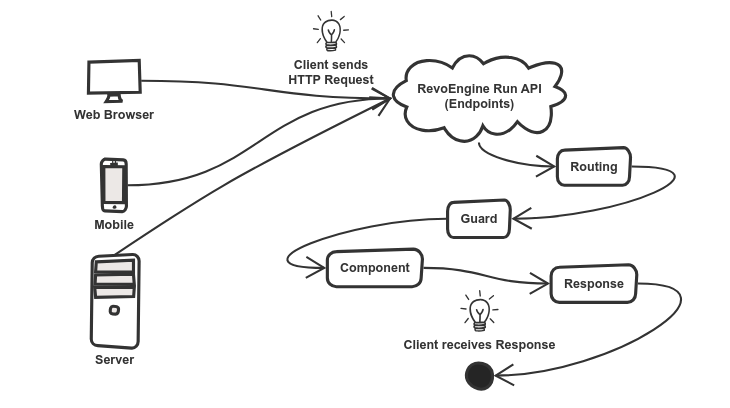 Client sends
HTTP Request
Web Browser
RevoEngine Run API
(Endpoints)
Routing
Mobile
Guard
Component
Response
Server
Client receives Response